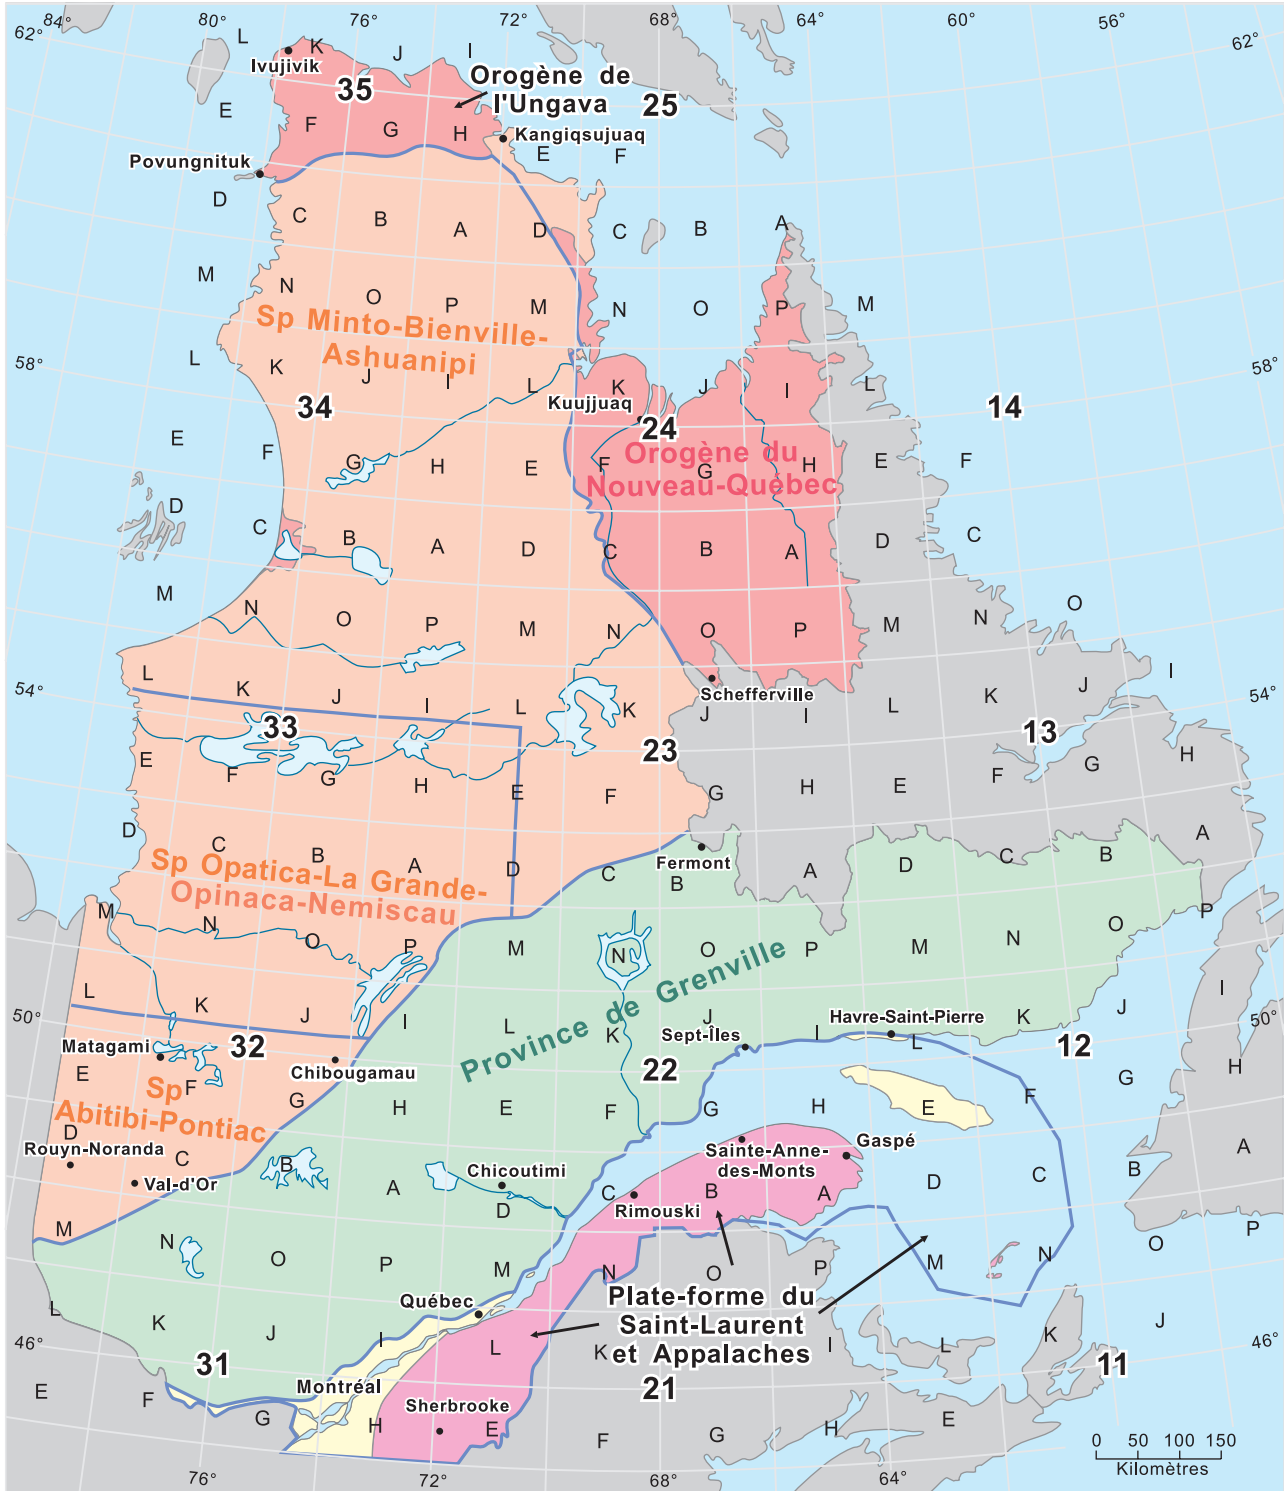 84° 80° 76° 72° 68° 64° 60° 56°
62° L K J I 62°
Ivujivik
35 Orogène de
l'Ungava 25
E F G H Kangiqsujuaq
E F
Povungnituk
D C B A D C B A
M N O P M N O P M
Sp Minto-Bienville-
Ashuanipi
58° L K J I L K J I L 58°
Kuujjuaq
34 24 14
Orogène du
Nouveau-Québec
E F G H E F G H E F
D C B A D C B A D C
M N O P M N O P M N O
L K J I L K J I L K J I
Schefferville
54° 54°
33 23 13
E F G H E F G H E F G H
D C B A D C B A D C B A
Fermont
Sp Opatica-La Grande-
Opinaca-Nemiscau
M N O P M N O P M N O P
Province de Grenville
L K J I L K J I L K J I
50° Sept-Îles Havre-Saint-Pierre 50°
Matagami 32 Chibougamau 22 12
E F G H E F G H E F G H
Sp
Abitibi-Pontiac
Rouyn-Noranda
Val-d'Or
Chicoutimi
Sainte-Anne-
des-Monts
Gaspé
Rimouski
D C B A D C B A D C B A
M N O P M N O P M N O P
Québec
Plate-forme du
Saint-Laurent
et Appalaches
L K J I L K I L K J
46° 46°
31 21 11
Montréal
Sherbrooke
E F G H E F G H E
0 50 100 150
Kilomètres
76° 72° 68° 64°